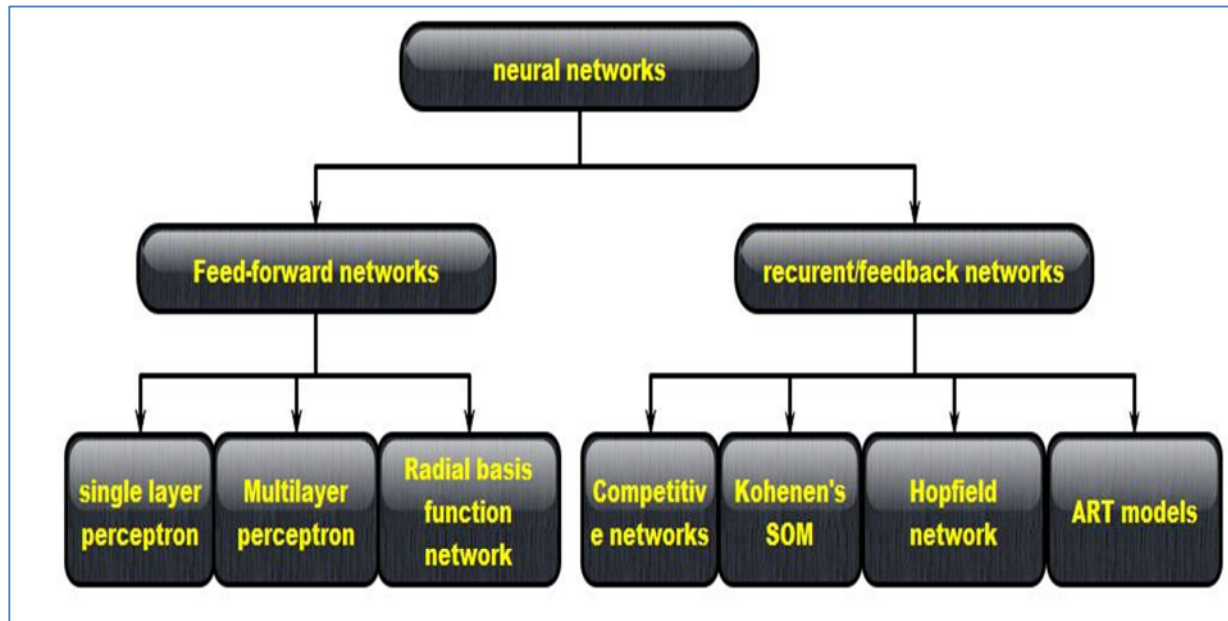 neural networks
Feed-forward networks
recurent/feedback networks
single layer
perceptron
Multilayer
perceptron
Radial basis
function
network
Competitiv
e networks
Kohenen's
SOM
Hopfield
network
ART models